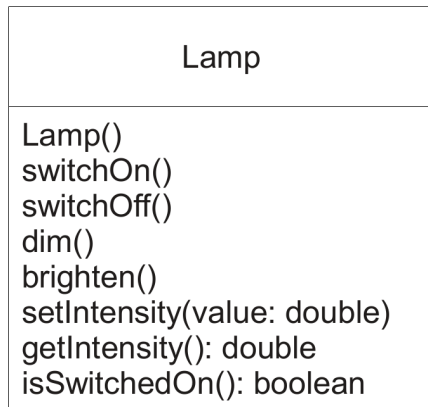 Lamp
Lamp()
switchOn()
switchOff()
dim()
brighten()
setIntensity(value: double)
getIntensity(): double
isSwitchedOn(): boolean